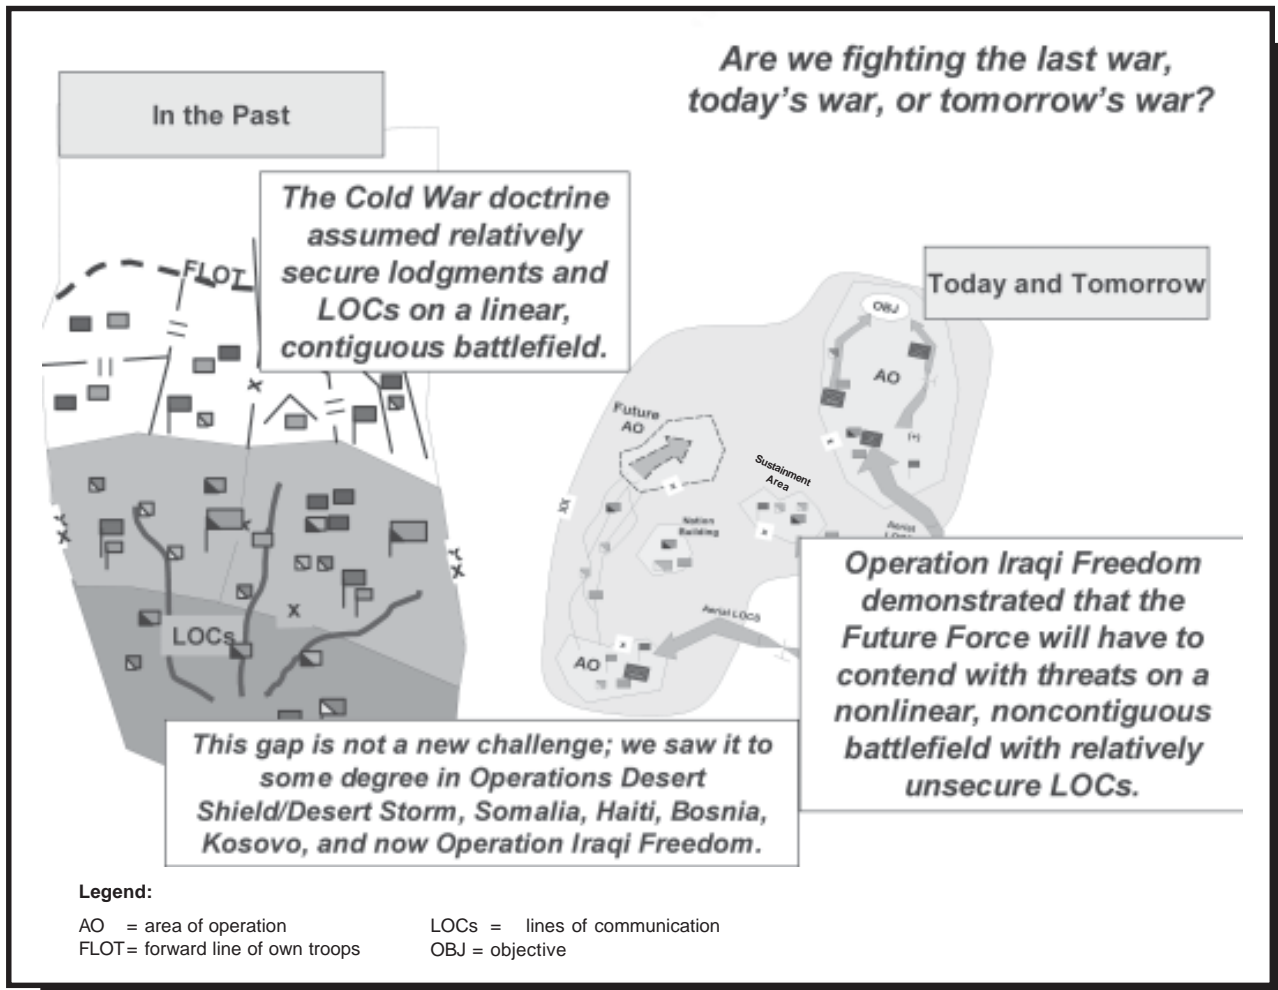 Are we fighting the last war,
today's war, or tomorrow's war?
In the Past
The Cold War doctrine
assumed relatively
secure lodgments and
LOCs on a linear,
contiguous battlefield.
FLOT
X
X
X
XX
XX
LOCs
Today and Tomorrow
OBJ
AO
(+)
Future
AO
Sustainment
Area
Nation
Building
XX
x
x
x
x
Aerial
Aerial LOCS
AO
Operation Iraqi Freedom
demonstrated that the
Future Force will have to
contend with threats on a
nonlinear, noncontiguous
battlefield with relatively
unsecure LOCs.
This gap is not a new challenge; we saw it to
some degree in Operations Desert
Shield/Desert Storm, Somalia, Haiti, Bosnia,
Kosovo, and now Operation Iraqi Freedom.
Legend:
AO = area of operation
FLOT = forward line of own troops
LOCs = lines of communication
OBJ = objective